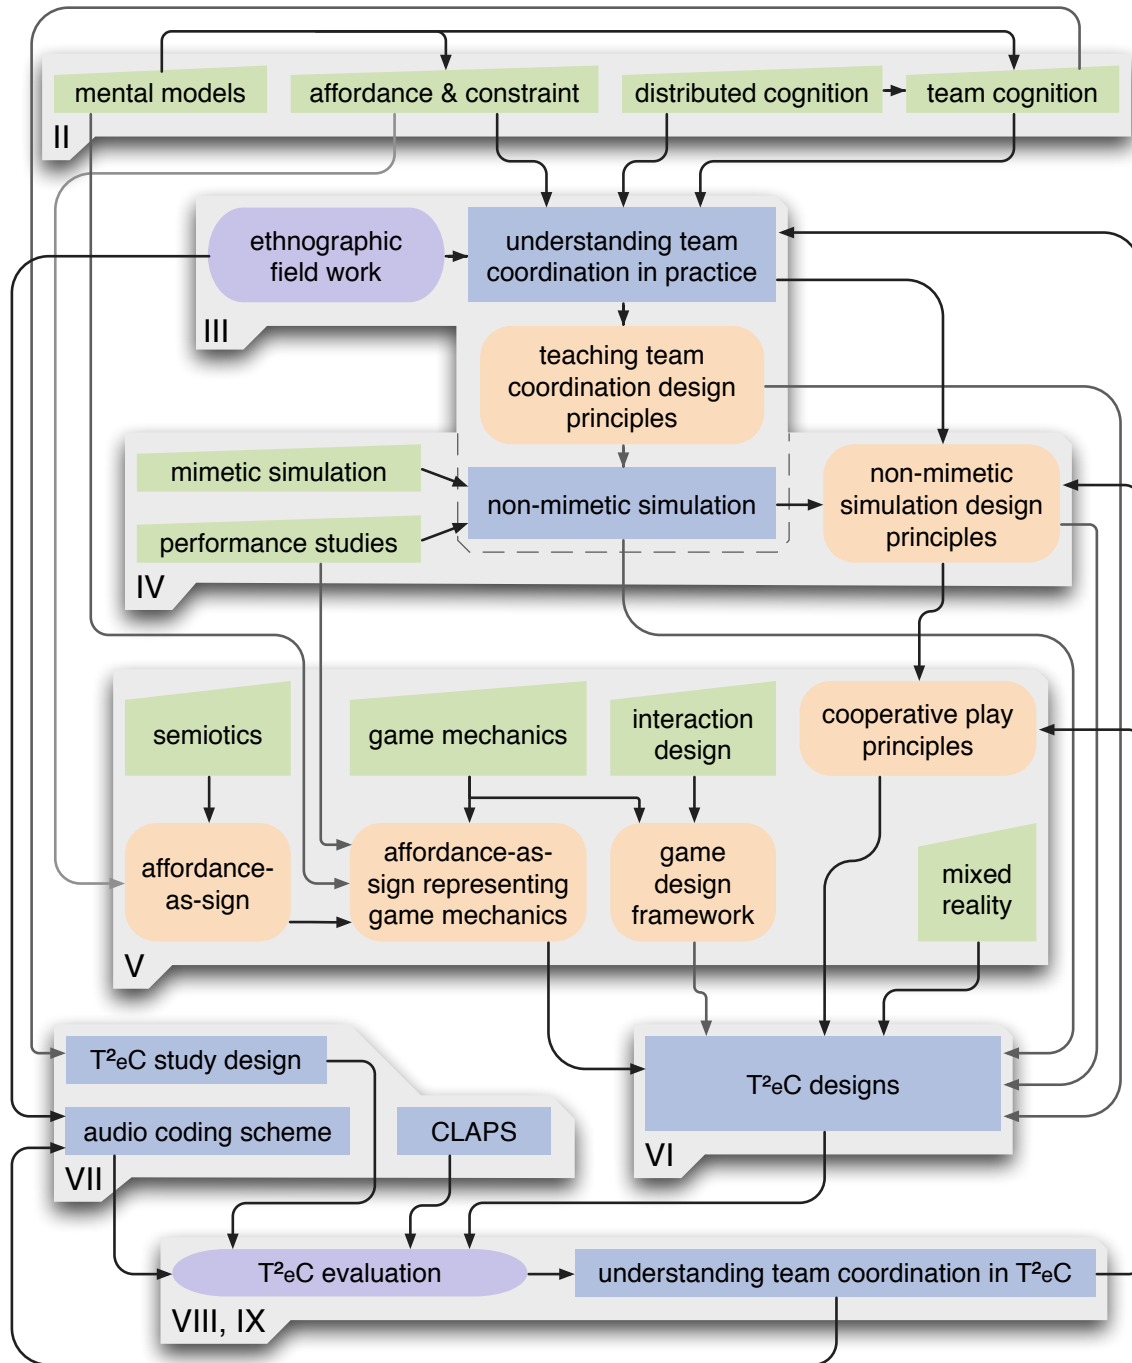 mental models
affordance & constraint
distributed cognition
team cognition
II
ethnographic
field work
understanding team
coordination in practice
III
teaching team
coordination design
principles
mimetic simulation
performance studies
non-mimetic simulation
non-mimetic
simulation design
principles
IV
semiotics
game mechanics
interaction
design
cooperative play
principles
affordance-
as-sign
affordance-as-
sign representing
game mechanics
game
design
framework
mixed
reality
V
T²eC study design
audio coding scheme
CLAPS
VII
T²eC designs
VI
T²eC evaluation
understanding team coordination in T²eC
VIII, IX